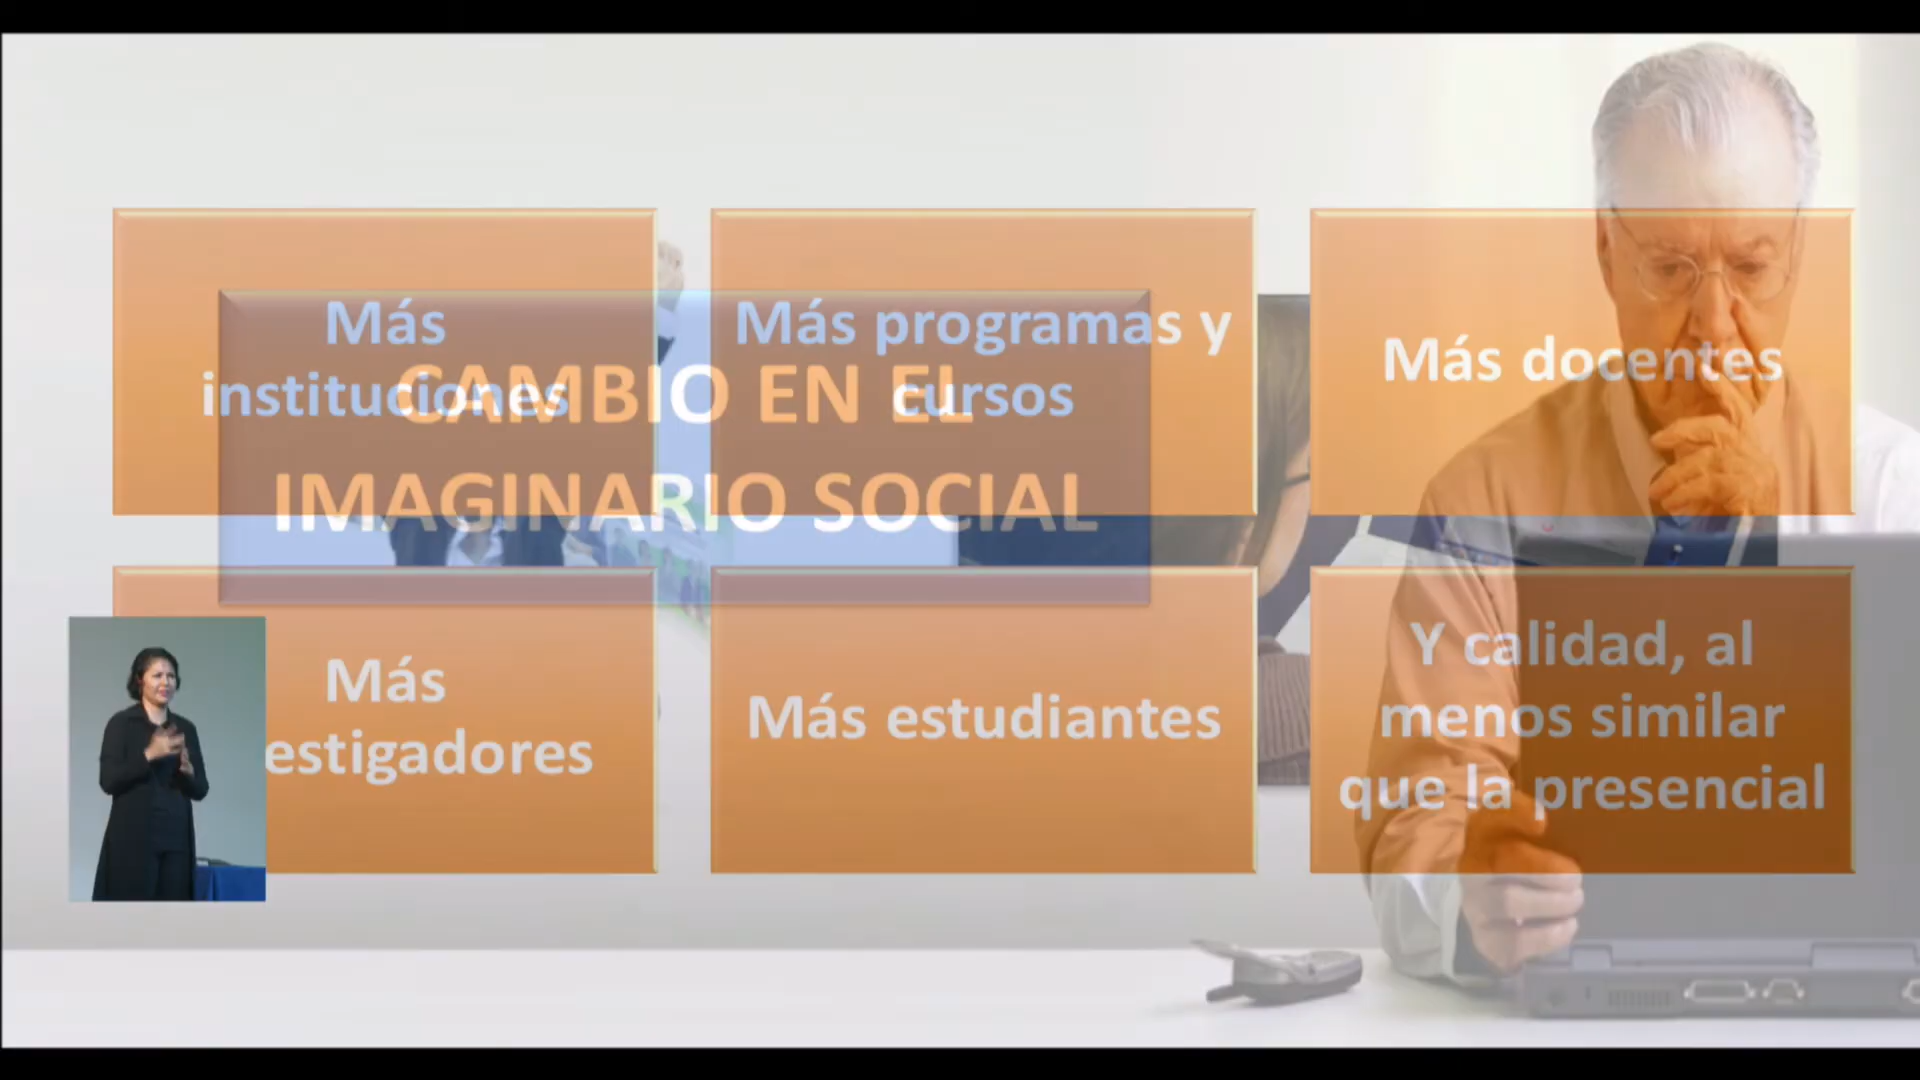 Más
instituciones
Más programas y
cursos
Más docentes
CAMBIO EN EL
IMAGINARIO SOCIAL
Más
estigadores
Más estudiantes
Y calidad, al
menos similar
que la presencial